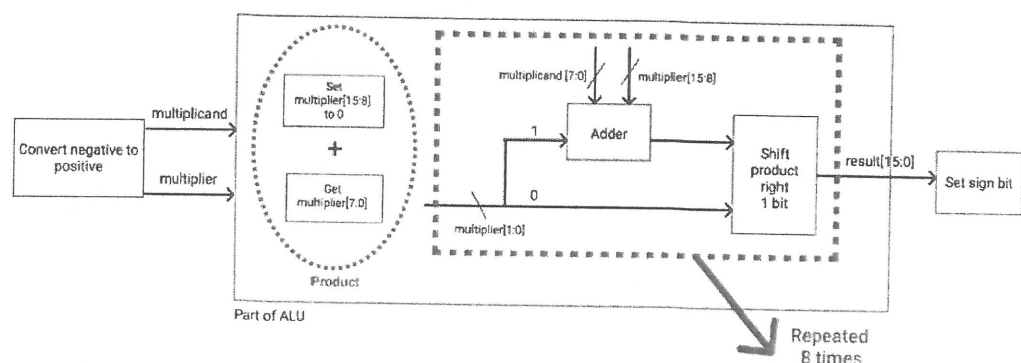 Convert negative to
positive
multiplicand
multiplier
Set
multiplier[15:8]
to 0
+
Get
multiplier[7.0]
Product
Part of ALU
multiplicand [7:0]
multiplier[15:8]
1
Adder
0
multiplier[1:0]
Shift
product
right
1 bit
result[15:0]
Set sign bit
Repeated
8 times